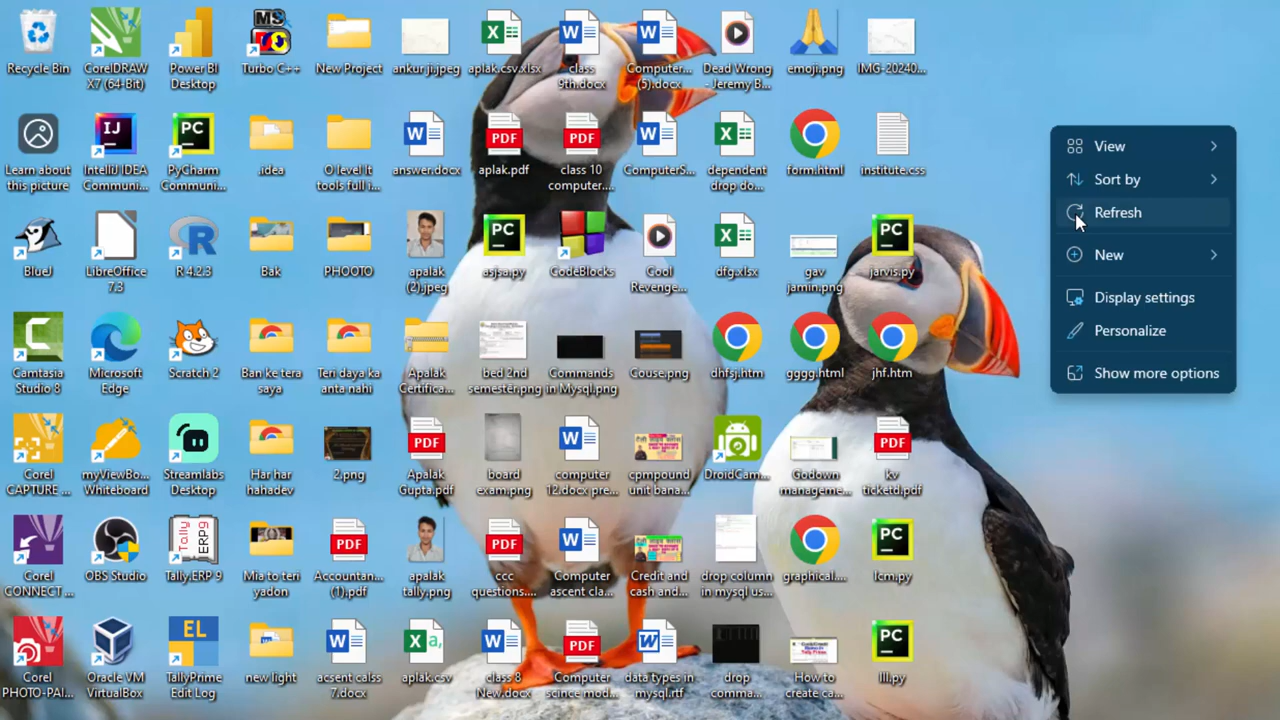 Recycle Bin
CorelDRAW
X7 (64-Bit)
Power BI
Desktop
Turbo C++
New Project
ankur ji.jpeg
aplak.csv.xlsx
class
9th.docx
Computer...
(5).docx
Dead Wrong
- Jeremy B...
emoji.png
IMG-20240...
Learn about
this picture
IntelliJ IDEA
Communi...
PyCharm
Communi...
.idea
O level It
tools full i...
answer.docx
aplak.pdf
class 10
computer....
ComputerS...
dependent
drop do...
form.html
institute.css
BlueJ
LibreOffice
7.3
R 4.2.3
Bak
PHOOTO
apalak
(2).jpeg
asjsa.py
CodeBlocks
Cool
Revenge...
dfg.xlsx
gav
jamin.png
jarvis.py
Camtasia
Studio 8
Microsoft
Edge
Scratch 2
Ban ke tera
saya
Teri daya ka
anta nahi
Apalak
Certifica...
bed 2nd
semester.png
Commands
in Mysql.png
Couse.png
dhfsj.htm
gggg.html
jhf.htm
Corel
CAPTURE ...
myViewBo...
Whiteboard
Streamlabs
Desktop
Har har
hahadev
2.png
Apalak
Gupta.pdf
board
exam.png
computer
12.docx pre...
cpmpound
unit bana...
DroidCam...
Godown
manageme...
kv
ticketdl.pdf
Corel
CONNECT ...
OBS Studio
Tally.ERP 9
Mia to teri
yadon
Accountan...
(1).pdf
apalak
tally.png
ccc
questions....
Computer
ascent cla...
Credit and
cash and...
drop column
in mysql us...
graphical....
lcm.py
Corel
PHOTO-PAI...
Oracle VM
VirtualBox
TallyPrime
Edit Log
new light
acsent calss
7.docx
aplak.csv
class 8
New.docx
Computer
scince mod...
data types in
mysql.rtf
drop
comma...
How to
create ca...
llll.py
View
Sort by
Refresh
New
Display settings
Personalize
Show more options